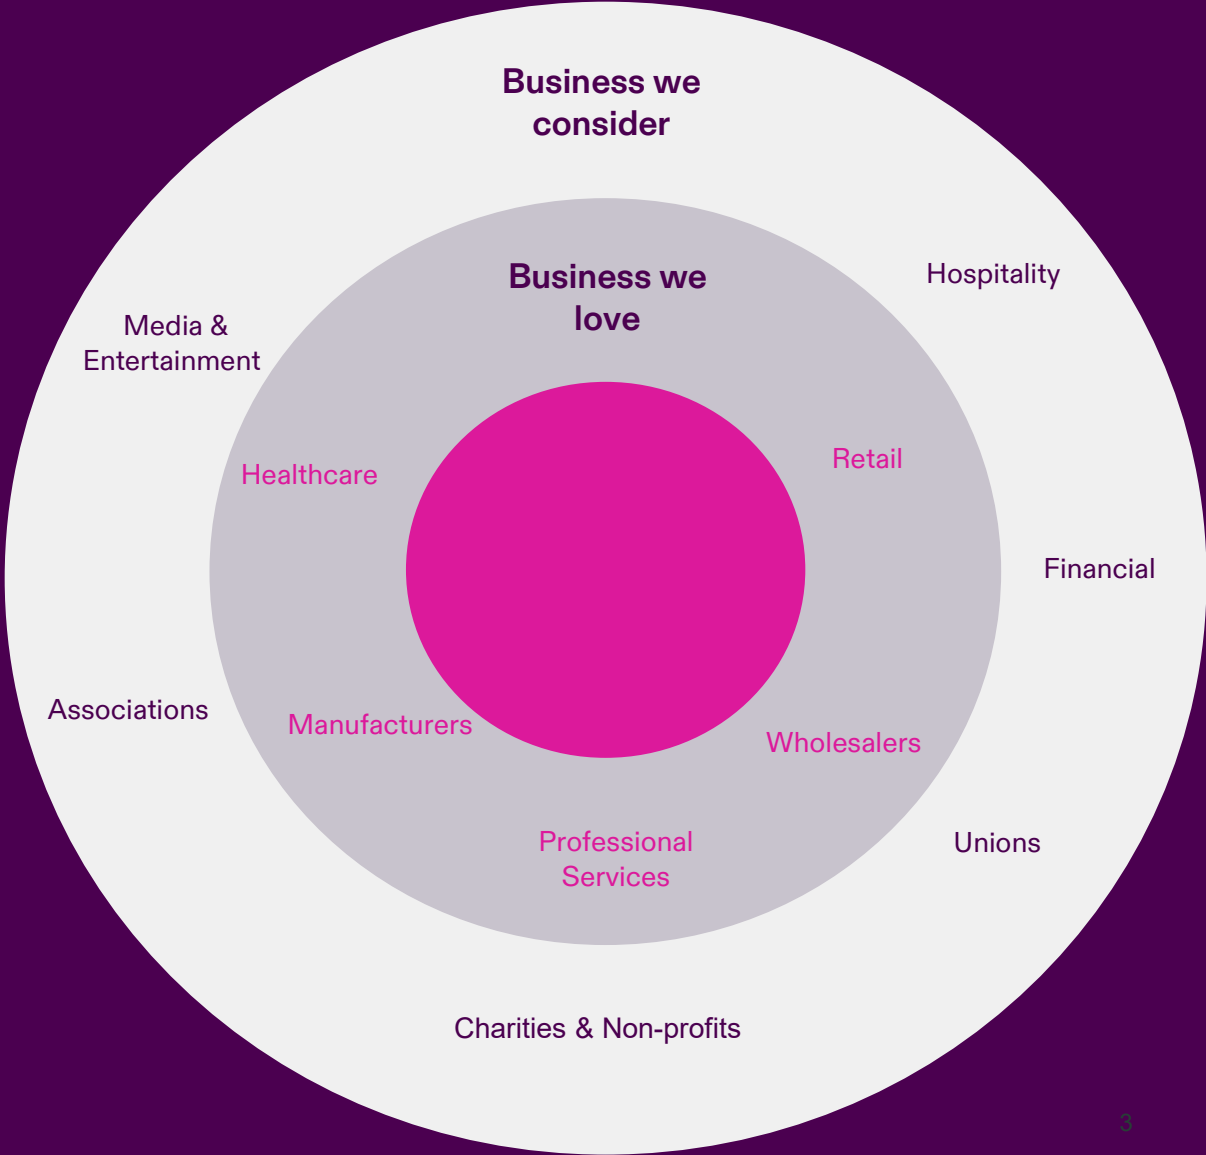 Business we
consider
Hospitality
Media &
Entertainment
Business we
love
Healthcare
Retail
Financial
Associations
Manufacturers
Wholesalers
Professional
Services
Unions
Charities & Non-profits
3